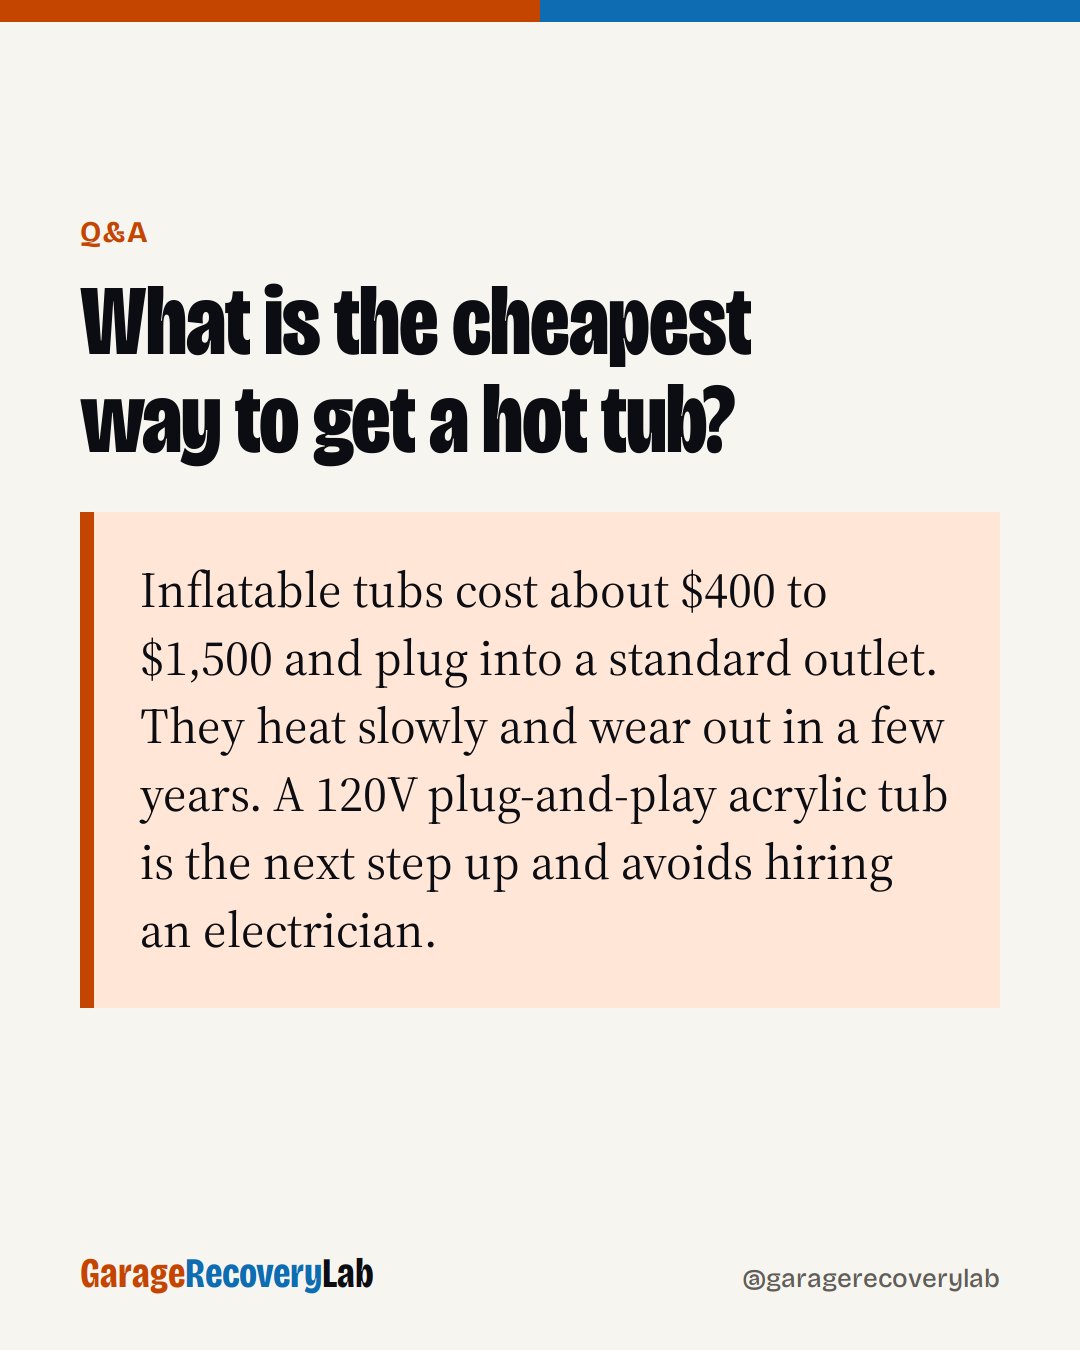 Q&A
What is the cheapest
way to get a hot tub?
Inflatable tubs cost about $400 to
$1,500 and plug into a standard outlet.
They heat slowly and wear out in a few
years. A 120V plug-and-play acrylic tub
is the next step up and avoids hiring
an electrician.
GarageRecoveryLab
@garagerecoverylab